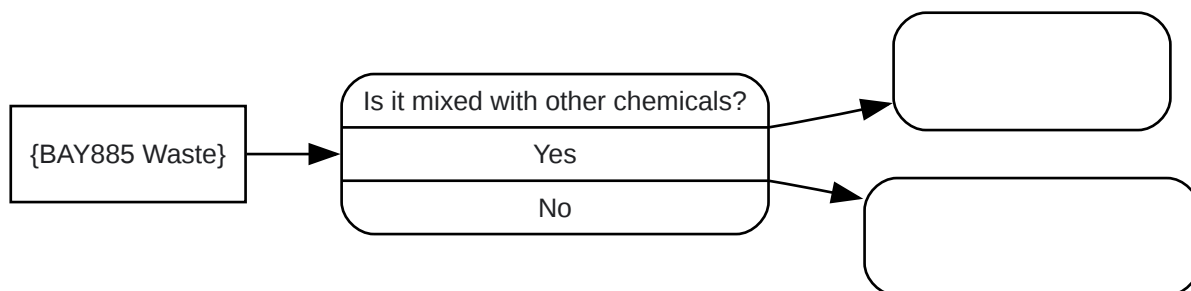 {BAY885 Waste}
Is it mixed with other chemicals?
Yes
No